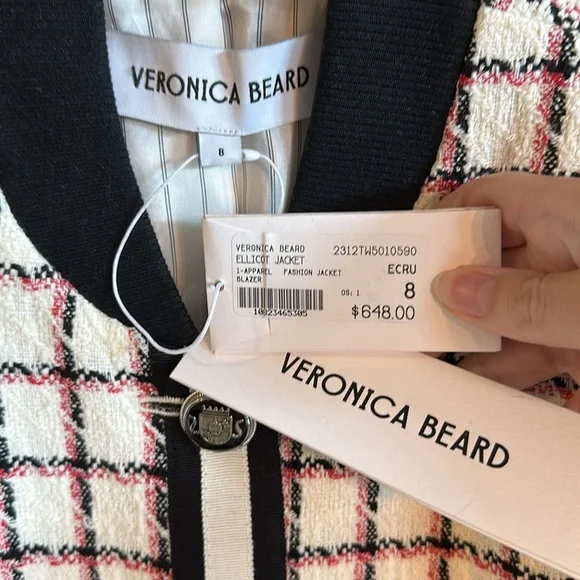 VERONICA BEARD
8
VERONICA BEARD 2312TW5010590
ELLICOT JACKET ECRU
1-APPAREL FASHION JACKET
BLAZER
OS: 1 8
10823465305 $648.00
VERONICA BEARD